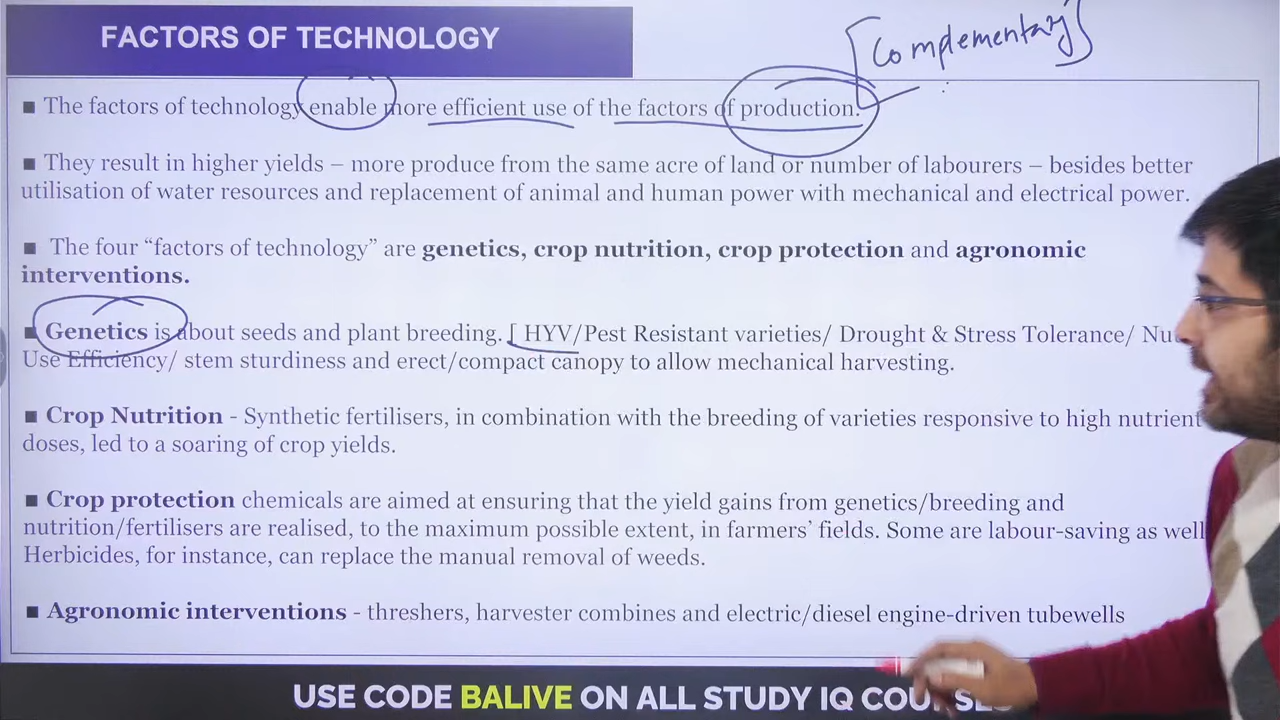 FACTORS OF TECHNOLOGY
[Complementary]
■ The factors of technology enable more efficient use of the factors of production.
■ They result in higher yields – more produce from the same acre of land or number of labourers – besides better
utilisation of water resources and replacement of animal and human power with mechanical and electrical power.
■ The four “factors of technology” are genetics, crop nutrition, crop protection and agronomic
interventions.
■ Genetics is about seeds and plant breeding. [ HYV/Pest Resistant varieties/ Drought & Stress Tolerance/
Use Efficiency/ stem sturdiness and erect/compact canopy to allow mechanical harvesting.
■ Crop Nutrition - Synthetic fertilisers, in combination with the breeding of varieties responsive to high nutrient
doses, led to a soaring of crop yields.
■ Crop protection chemicals are aimed at ensuring that the yield gains from genetics/breeding and
nutrition/fertilisers are realised, to the maximum possible extent, in farmers’ fields. Some are labour-saving as well
Herbicides, for instance, can replace the manual removal of weeds.
■ Agronomic interventions - threshers, harvester combines and electric/diesel engine-driven tubewells
USE CODE BALIVE ON ALL STUDY IQ